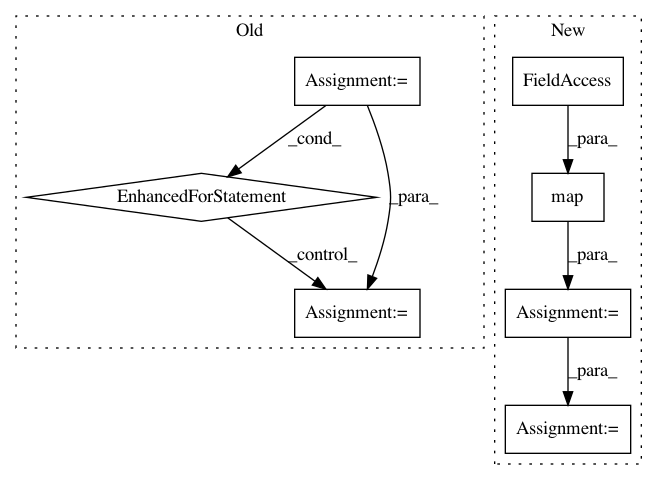 Old
New
Assignment:=
FieldAccess
_cond_
_para_
EnhancedForStatement
_para_
map
_control_
_para_
Assignment:=
Assignment:=
_para_
Assignment:=